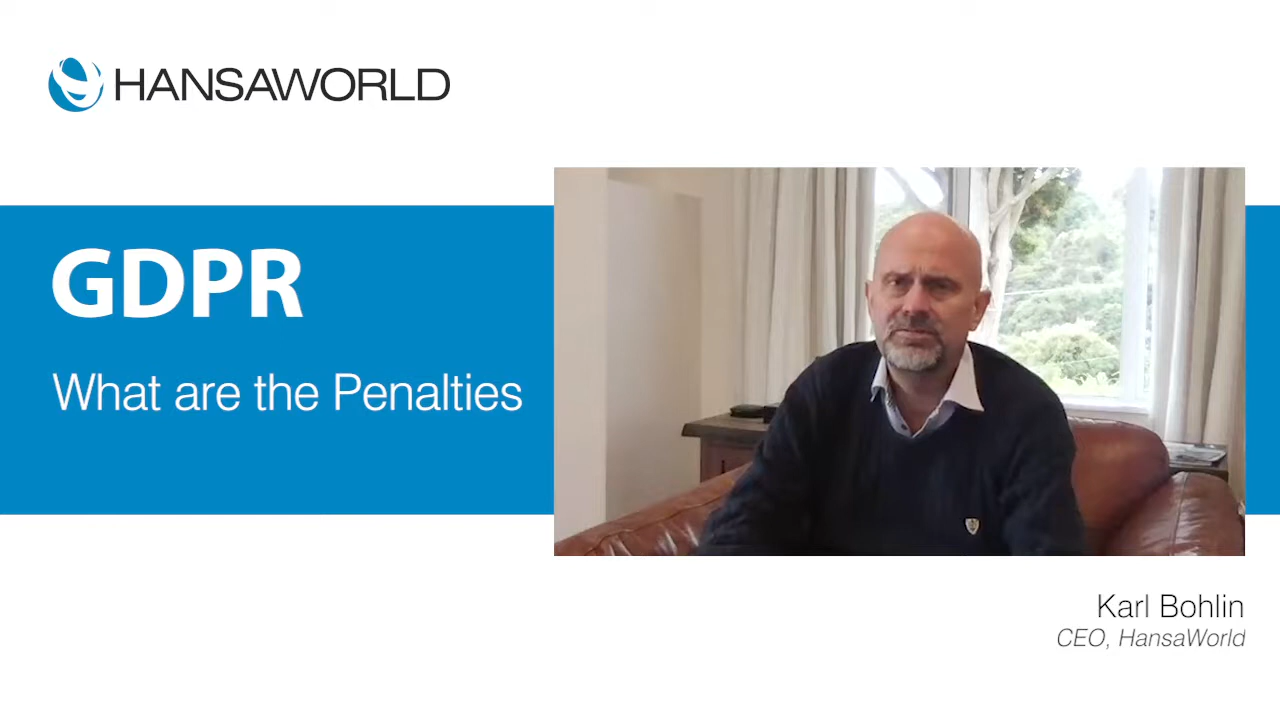 HANSAWORLD
GDPR
What are the Penalties
Karl Bohlin
CEO, HansaWorld